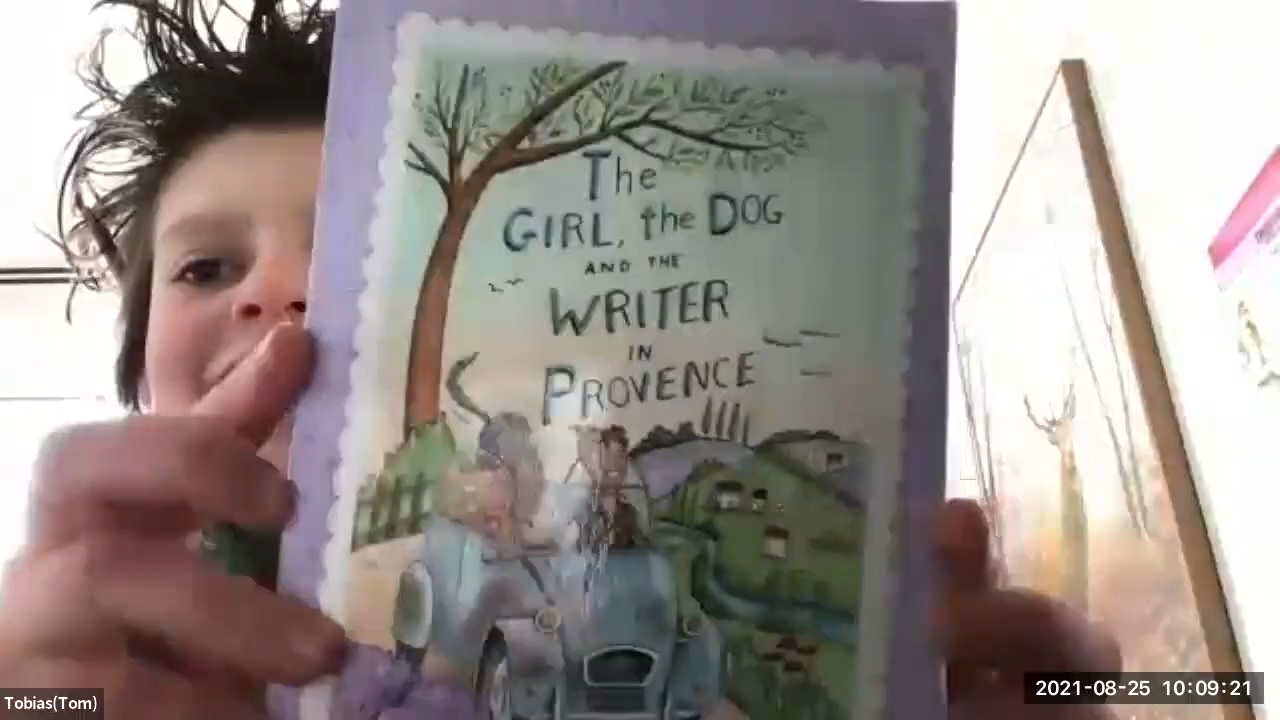 The
GIRL, the DOG
AND THE
WRITER
IN
PROVENCE
Tobias(Tom)
2021-08-25 10:09:21